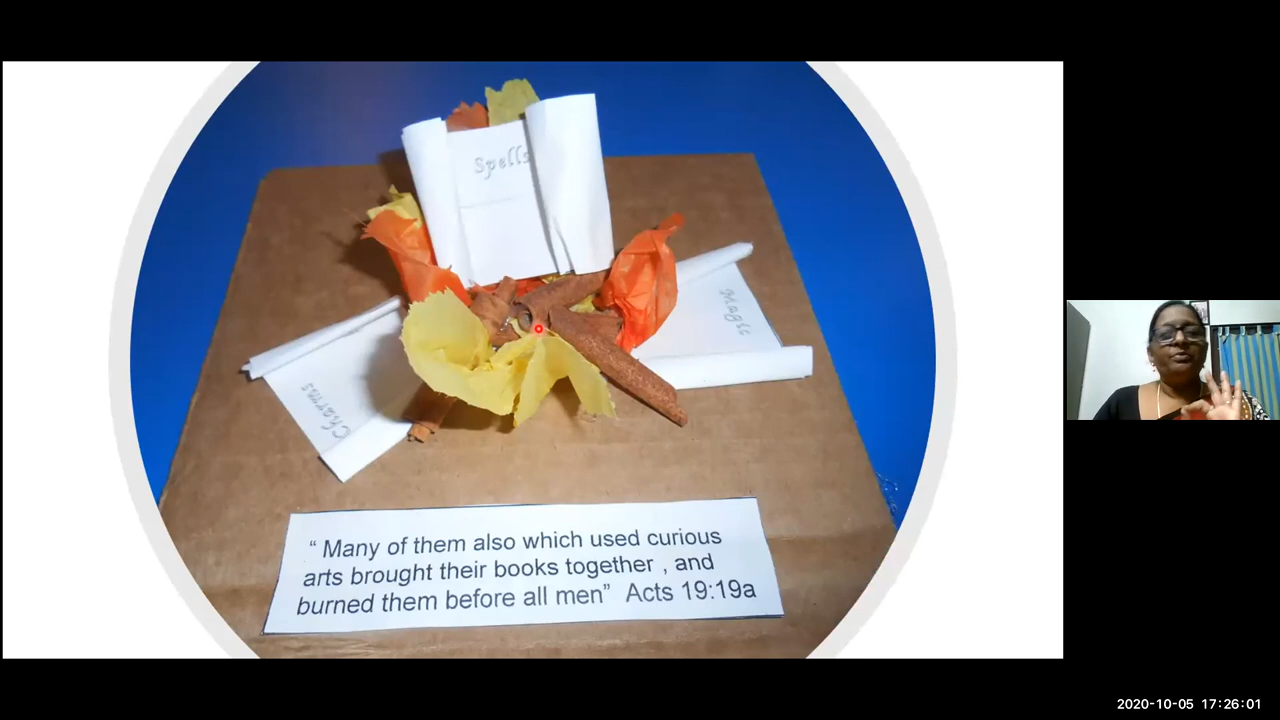 Spells
Magic
Charms
“ Many of them also which used curious
arts brought their books together , and
burned them before all men” Acts 19:19a
2020-10-05 17:26:01